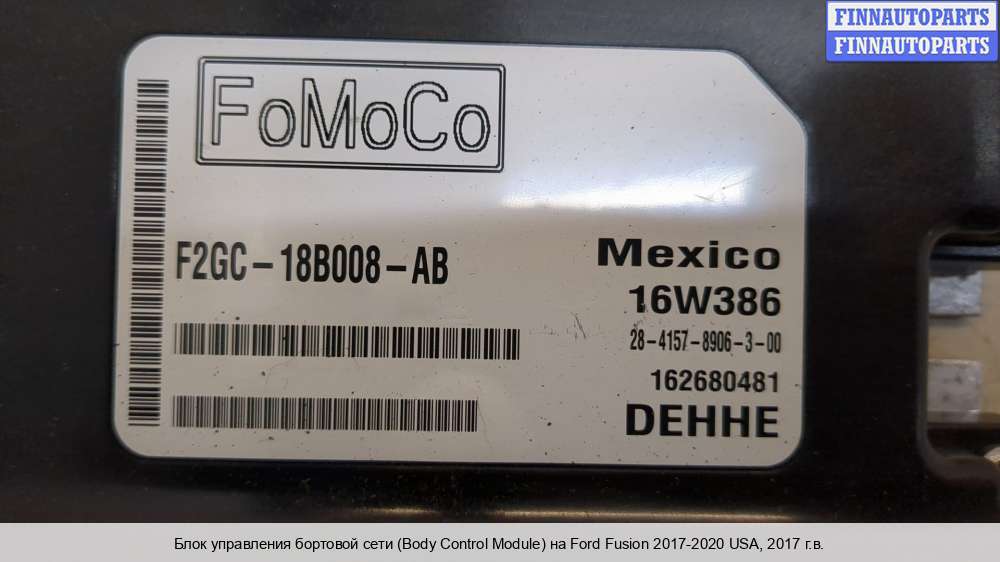 FINNAUTOPARTS
FINNAUTOPARTS
FoMoCo
F2GC-18B008-AB
Mexico
16W386
28-4157-8906-3-00
162680481
DEHHE
Блок управления бортовой сети (Body Control Module) на Ford Fusion 2017-2020 USA, 2017 г.в.